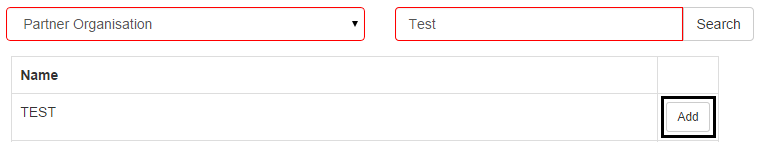 Partner Organisation Test Search
Name
TEST Add